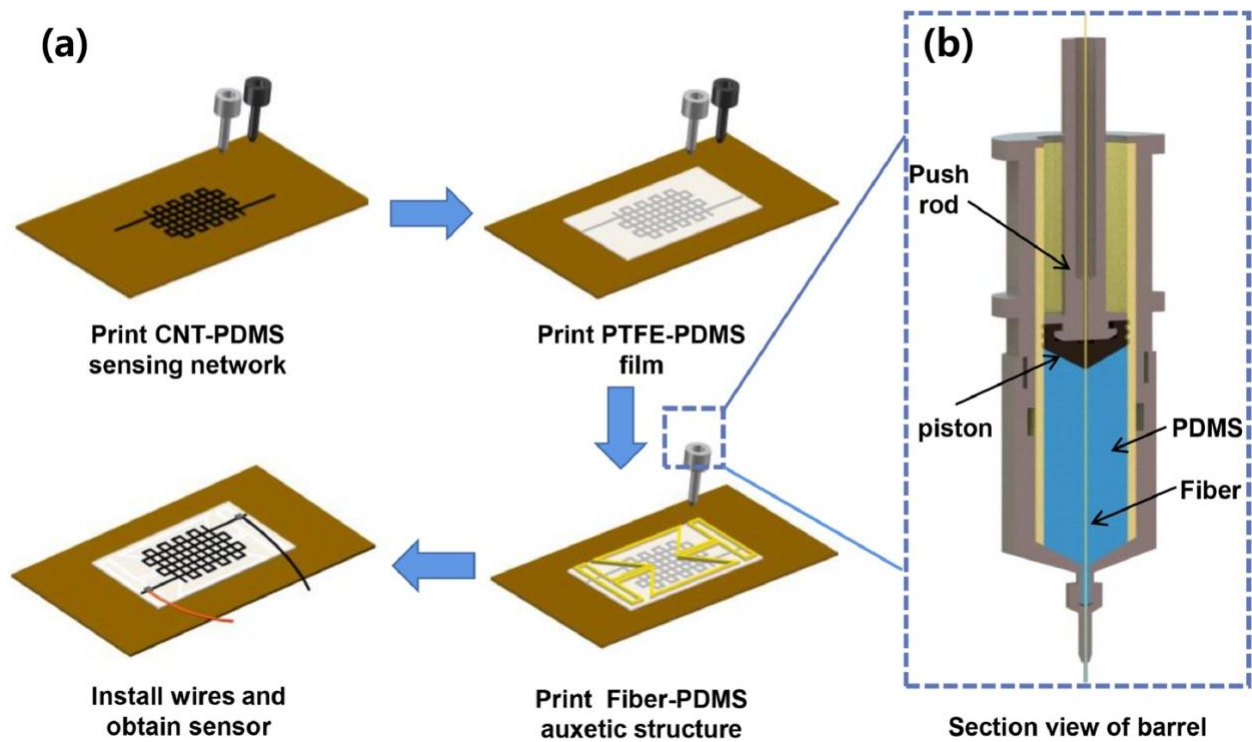 (a)
Print CNT-PDMS
sensing network
Print PTFE-PDMS
film
Install wires and
obtain sensor
Print Fiber-PDMS
auxetic structure
(b)
Push
rod
piston
PDMS
Fiber
Section view of barrel